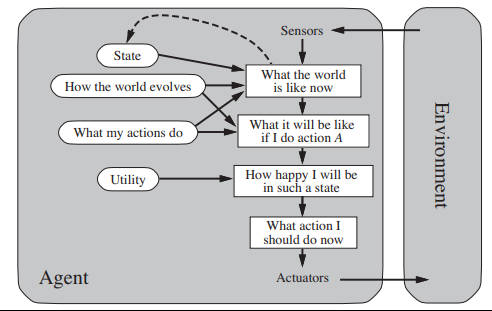 Sensors
State
What the world
is like now
How the world evolves
What it will be like
if I do action A
What my actions do
How happy I will be
in such a state
Utility
What action I
should do now
Agent
Actuators
Environment